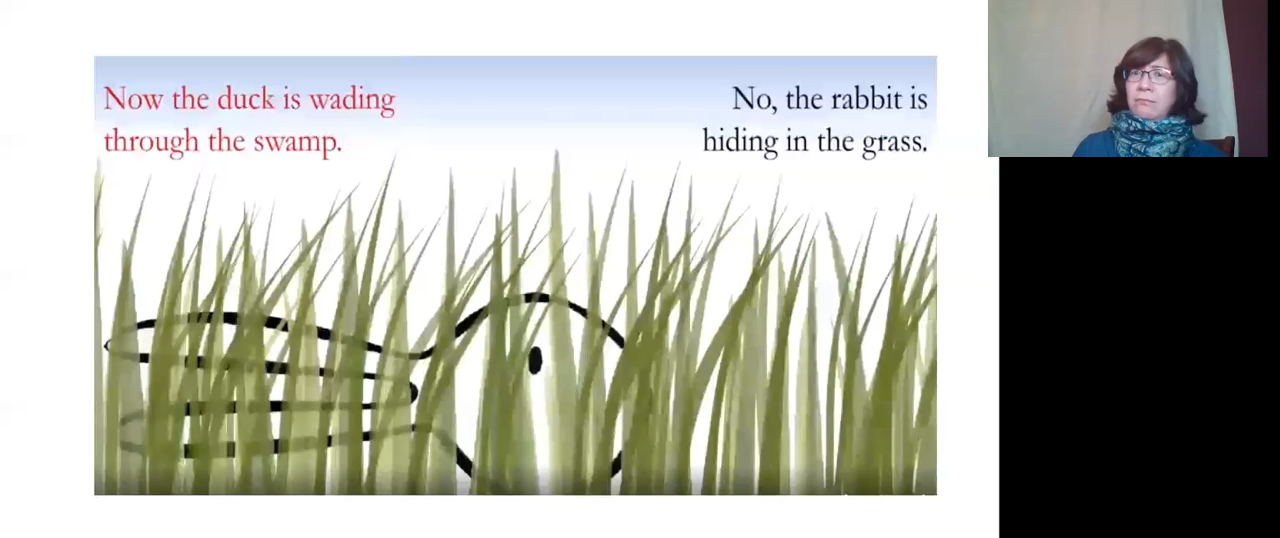 Now the duck is wading
through the swamp.
No, the rabbit is
hiding in the grass.